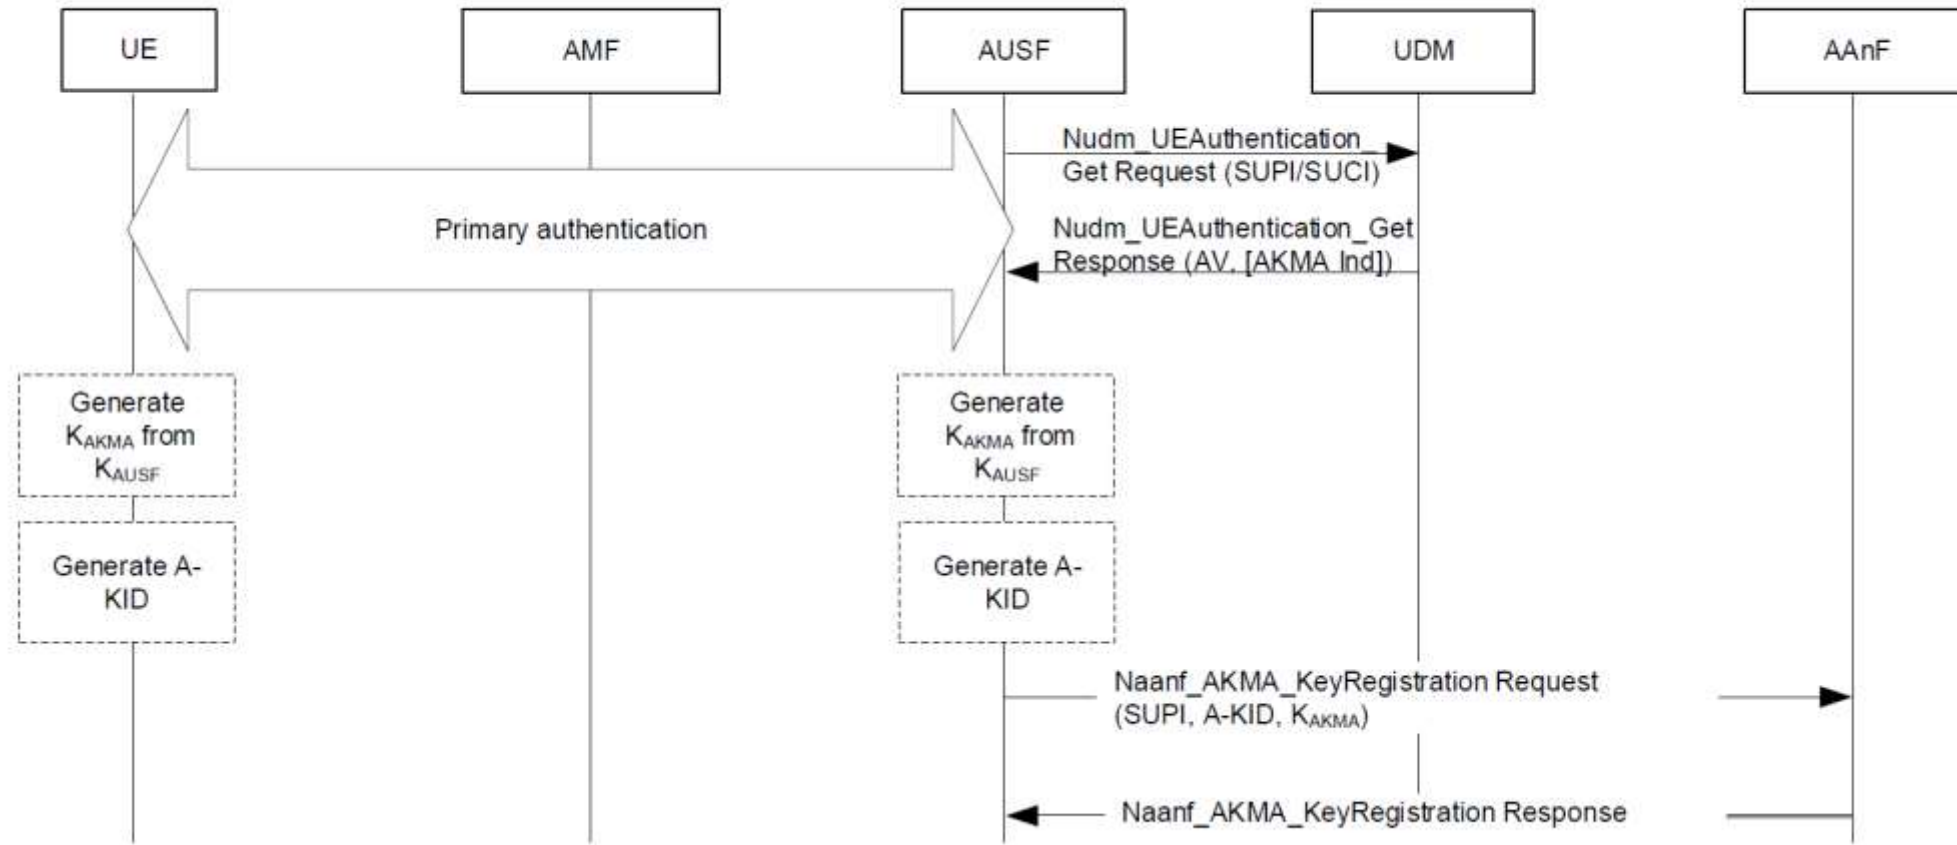 UE
AMF
AUSF
UDM
AAnF
Nudm_UEAuthentication_
Get Request (SUPI/SUCI)
Primary authentication
Nudm_UEAuthentication_Get
Response (AV, [AKMA Ind])
Generate
KAKMA from
KAUSF
Generate
KAKMA from
KAUSF
Generate A-
KID
Generate A-
KID
Naanf_AKMA_KeyRegistration Request
(SUPI, A-KID, KAKMA)
Naanf_AKMA_KeyRegistration Response